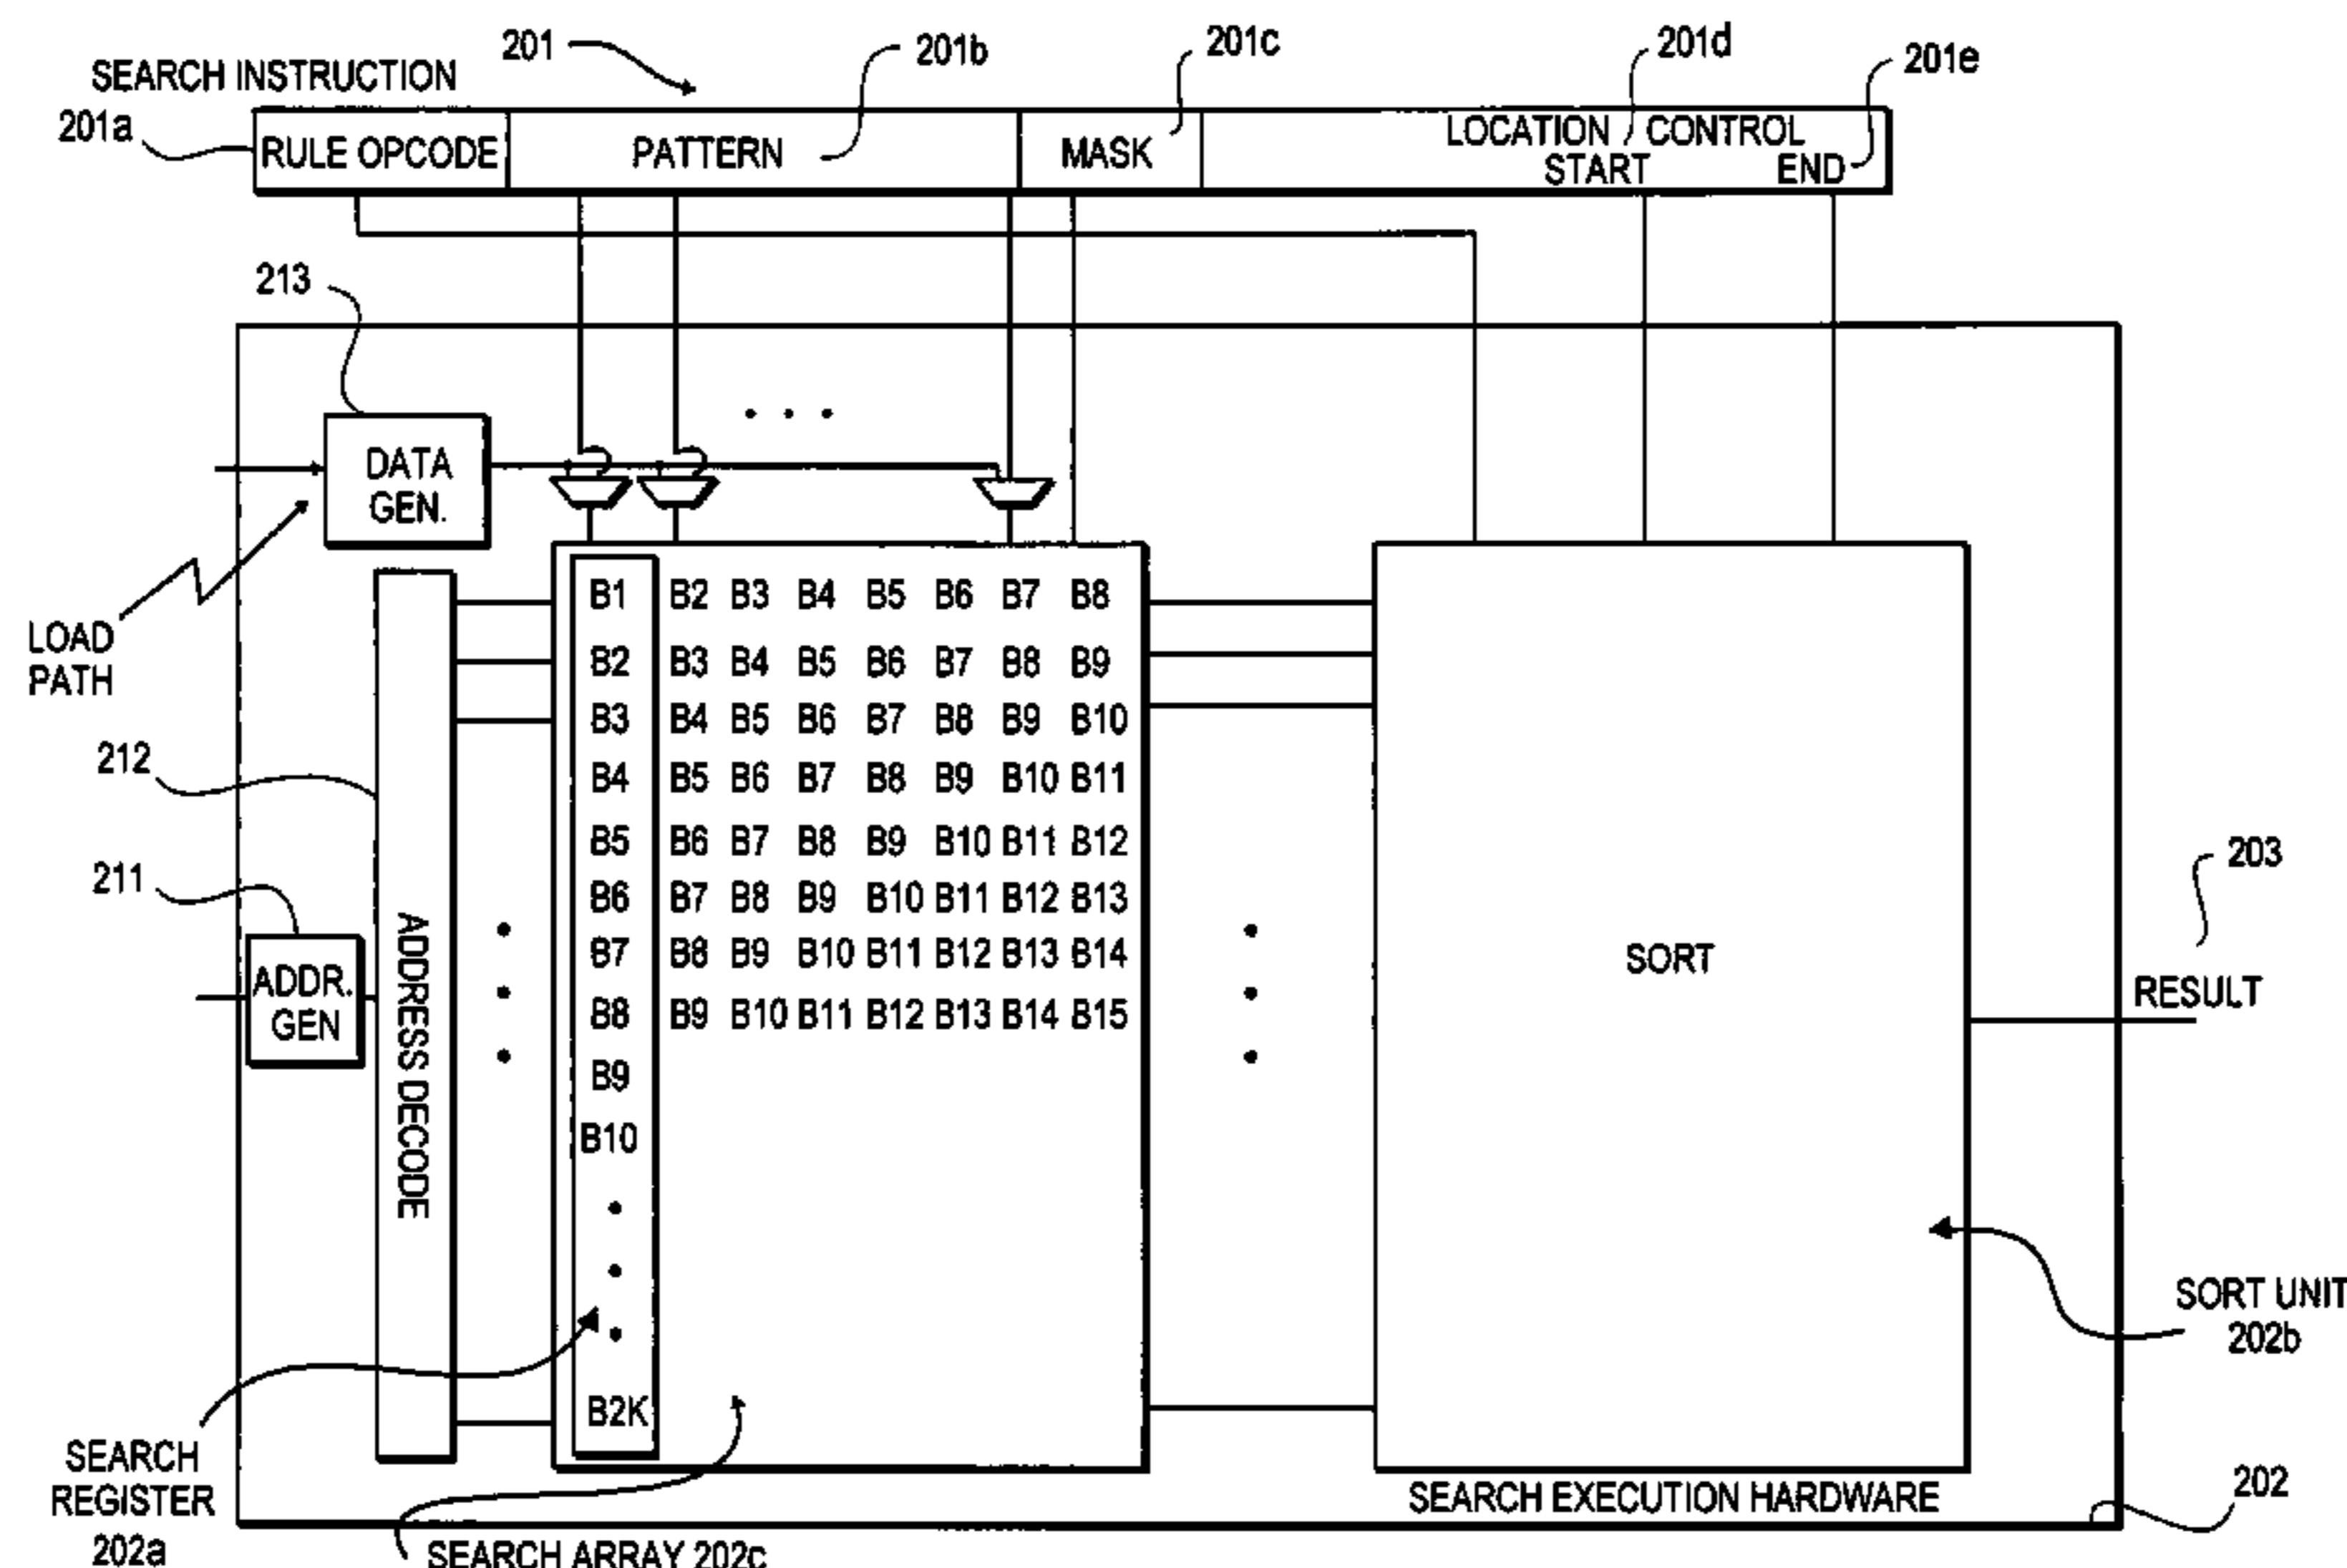 201
201b
201c
201d
201e
SEARCH INSTRUCTION
201a
RULE OPCODE
PATTERN
MASK
LOCATION CONTROL
START
END
213
DATA
GEN.
LOAD
PATH
B1 B2 B3 B4 B5 B6 B7 B8
B2 B3 B4 B5 B6 B7 B8 B9
B3 B4 B5 B6 B7 B8 B9 B10
B4 B5 B6 B7 B8 B9 B10 B11
B5 B6 B7 B8 B9 B10 B11 B12
B6 B7 B8 B9 B10 B11 B12 B13
B7 B8 B9 B10 B11 B12 B13 B14
B8 B9 B10 B11 B12 B13 B14 B15
B9
B10
B2K
212
211
ADDR.
GEN
ADDRESS DECODE
SORT
203
RESULT
SORT UNIT
202b
SEARCH
REGISTER
202a
SEARCH ARRAY 202c
SEARCH EXECUTION HARDWARE
202